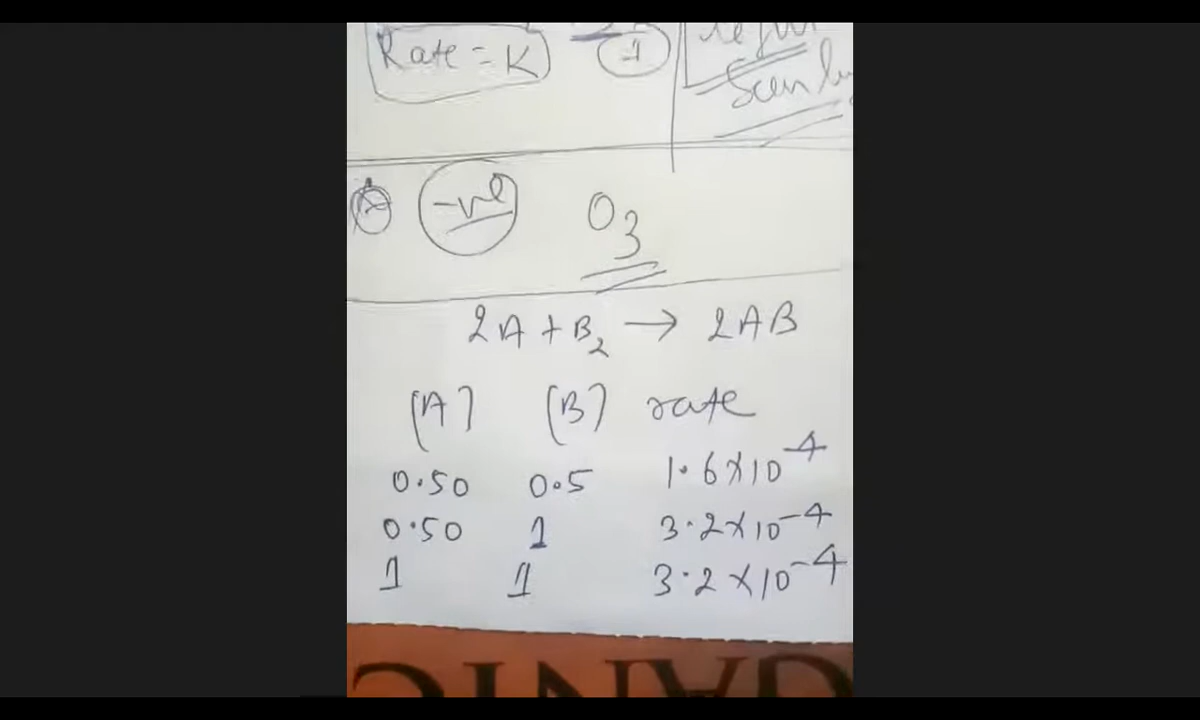 Rate = K 1
-ve O3
2A + B2 → 2AB
[A] [B] rate
0.50 0.5 1.6×10⁻⁴
0.50 1 3.2×10⁻⁴
1 1 3.2×10⁻⁴